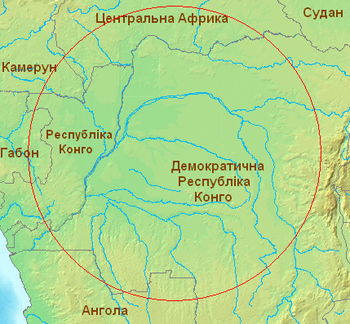 Центральна Африка
Судан
Камерун
Республіка
Конго
Габон
Демократична
Республіка
Конго
Ангола